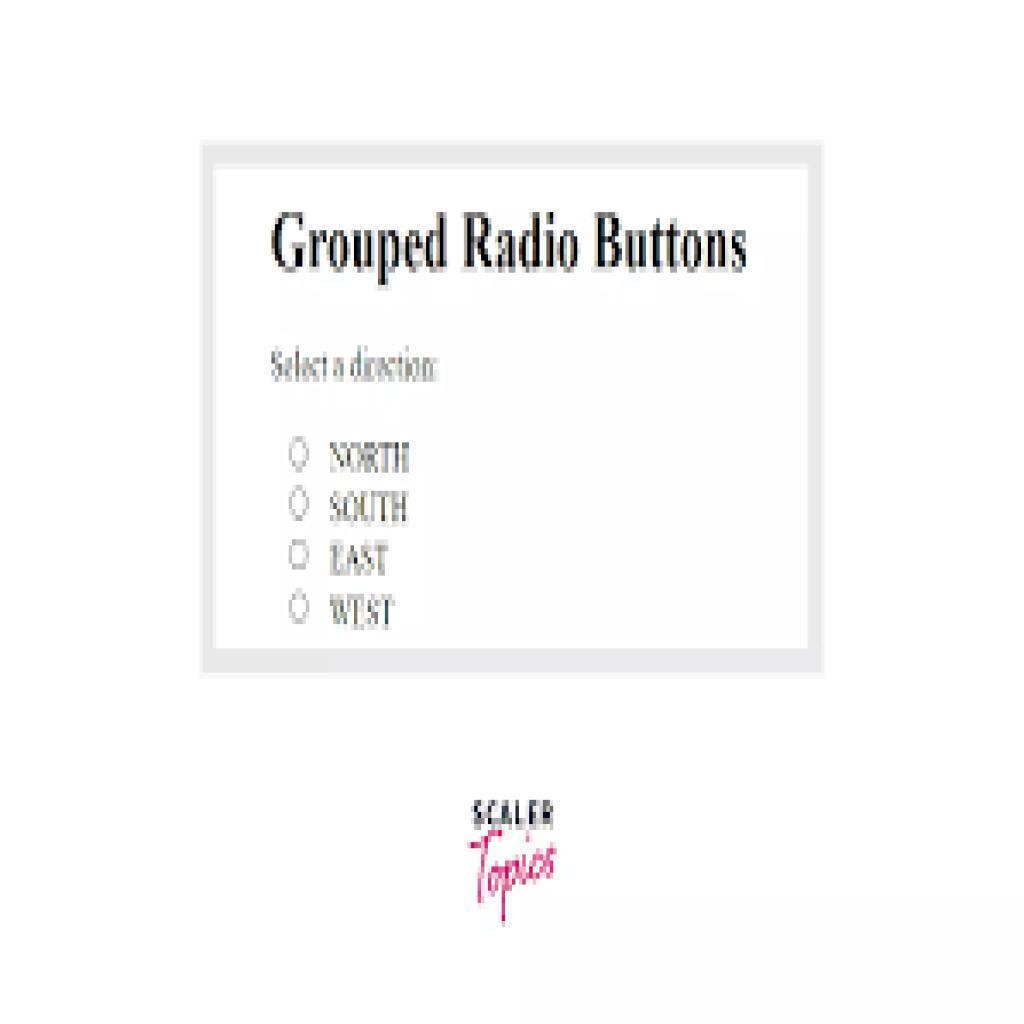 Grouped Radio Buttons
Select a direction:
NORTH
SOUTH
EAST
WEST
SCALER
Topics